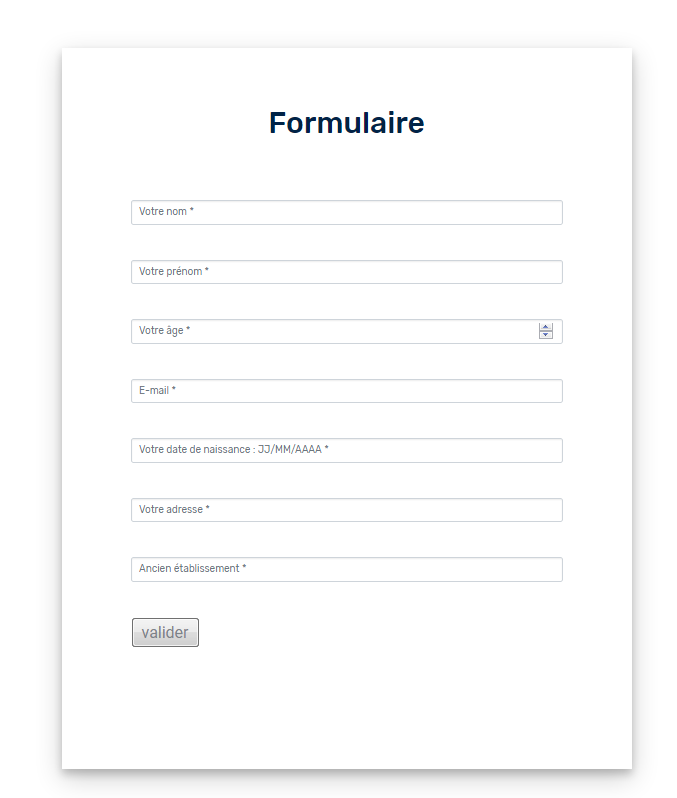 Formulaire
Votre nom *
Votre prénom *
Votre âge *
E-mail *
Votre date de naissance : JJ/MM/AAAA *
Votre adresse *
Ancien établissement *
valider